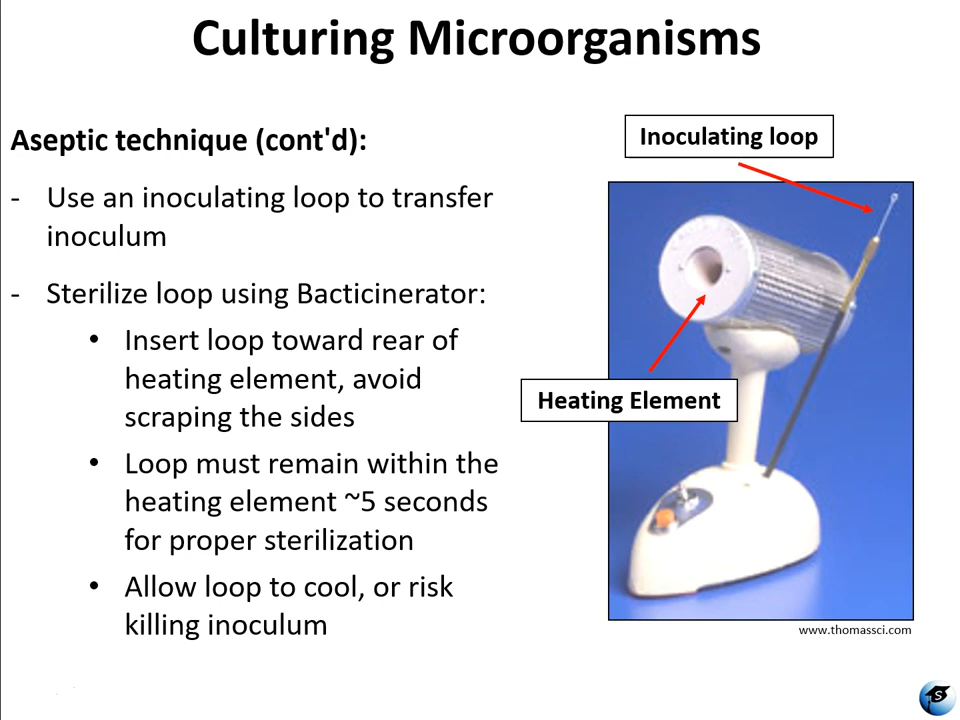 Culturing Microorganisms
Aseptic technique (cont'd):
Inoculating loop
- Use an inoculating loop to transfer
inoculum
- Sterilize loop using Bacticinerator:
• Insert loop toward rear of
heating element, avoid
scraping the sides
Heating Element
• Loop must remain within the
heating element ~5 seconds
for proper sterilization
• Allow loop to cool, or risk
killing inoculum
www.thomassci.com
S